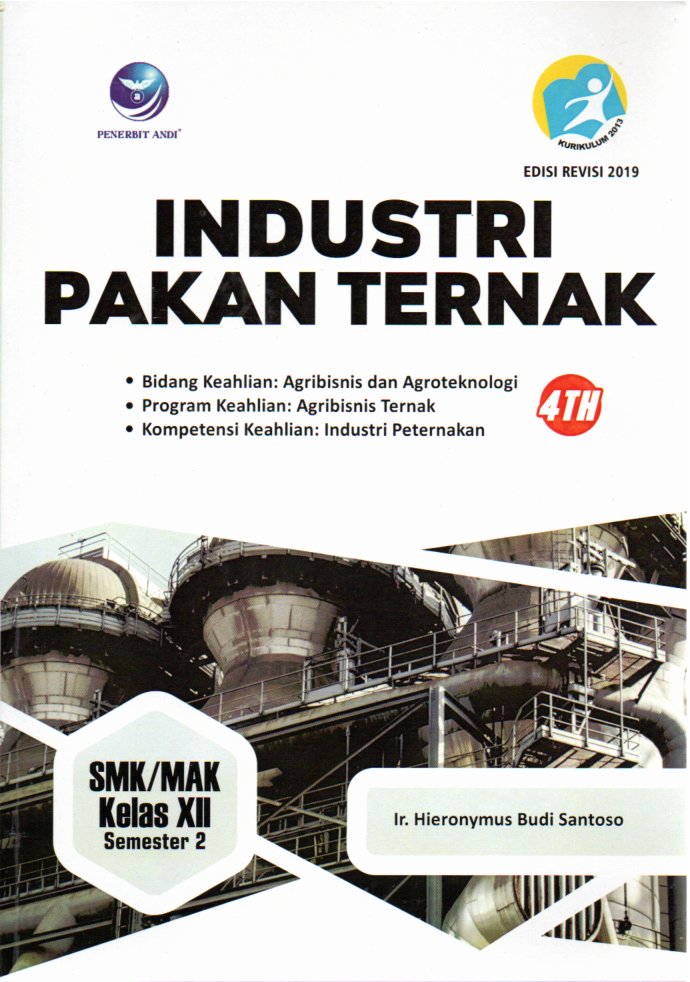 PENERBIT ANDI®
KURIKULUM 2013
EDISI REVISI 2019
INDUSTRI
PAKAN TERNAK
• Bidang Keahlian: Agribisnis dan Agroteknologi
• Program Keahlian: Agribisnis Ternak
• Kompetensi Keahlian: Industri Peternakan
4TH
SMK/MAK
Kelas XII
Semester 2
Ir. Hieronymus Budi Santoso